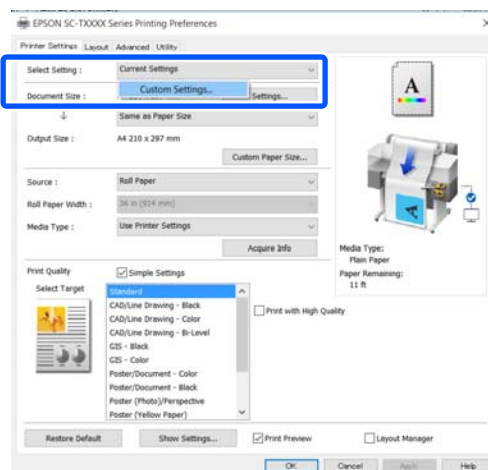 EPSON SC-TXXXX Series Printing Preferences
Printer Settings Layout Advanced Utility
Select Setting : Current Settings
Custom Settings...
Document Size : Settings...
Same as Paper Size
Output Size : A4 210 x 297 mm
Custom Paper Size...
Source : Roll Paper
Roll Paper Width : 36 in (914 mm)
Media Type : Use Printer Settings
Acquire Info
A
Media Type:
Plain Paper
Paper Remaining:
11 ft
Print Quality Simple Settings
Select Target
Standard
CAD/Line Drawing - Black
CAD/Line Drawing - Color
CAD/Line Drawing - Bi-Level
GIS - Black
GIS - Color
Poster/Document - Color
Poster/Document - Black
Poster (Photo)/Perspective
Poster (Yellow Paper)
Print with High Quality
Restore Default Show Settings... Print Preview Layout Manager
OK Cancel Apply Help